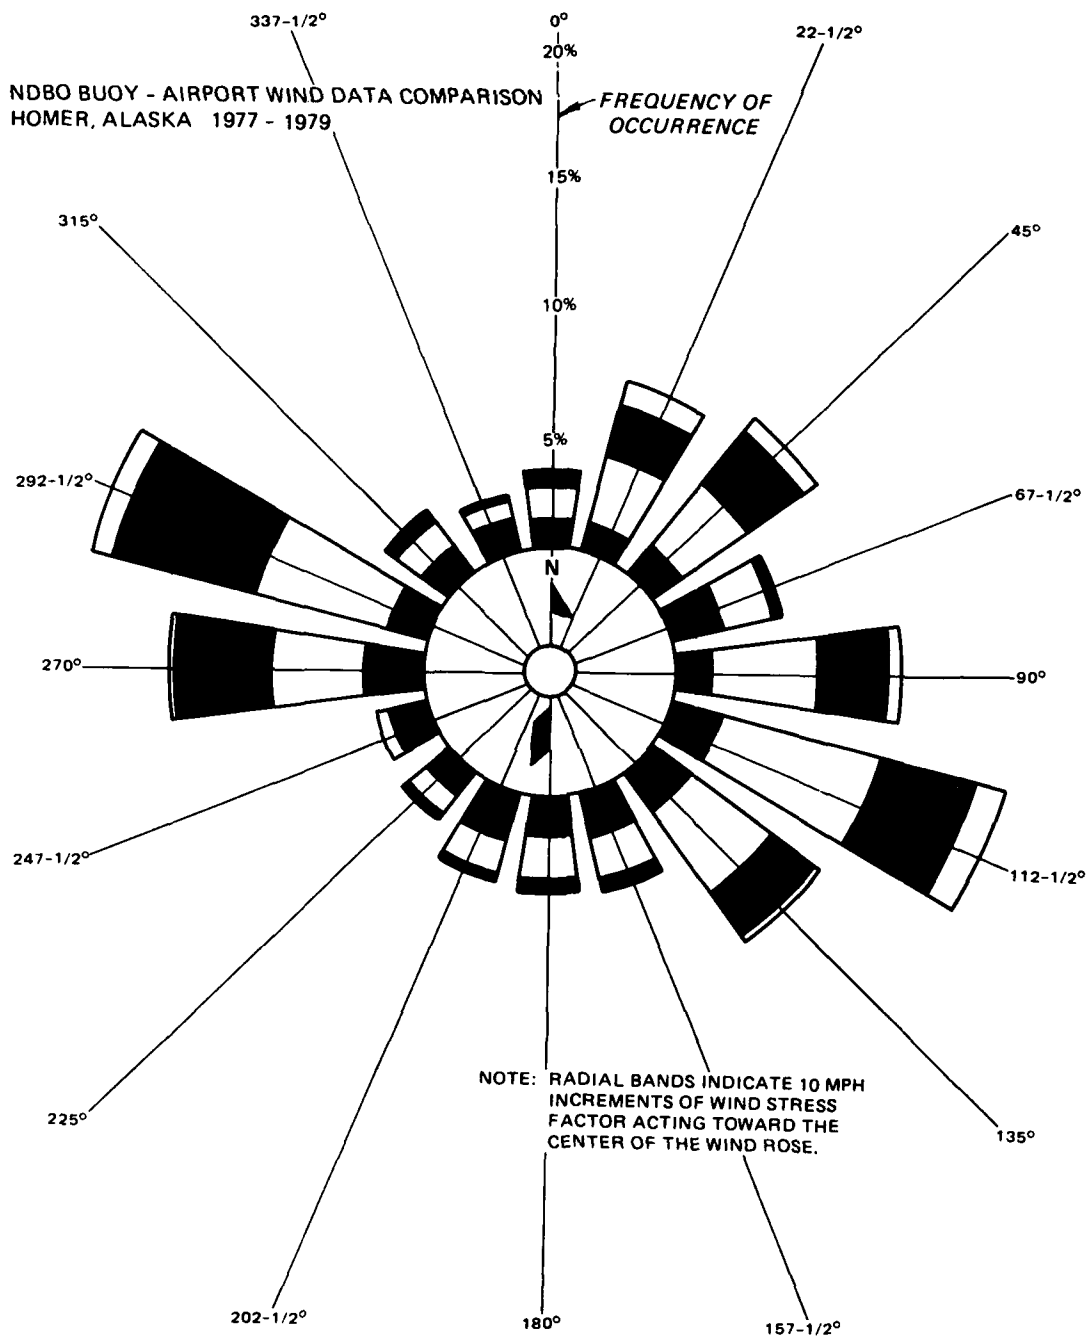 337-1/2°
0°
22-1/2°
20%
NDBO BUOY - AIRPORT WIND DATA COMPARISON
HOMER, ALASKA 1977 - 1979
FREQUENCY OF
OCCURRENCE
15%
315°
45°
10%
5%
292-1/2°
67-1/2°
N
270°
90°
247-1/2°
112-1/2°
NOTE: RADIAL BANDS INDICATE 10 MPH
INCREMENTS OF WIND STRESS
FACTOR ACTING TOWARD THE
CENTER OF THE WIND ROSE.
225°
135°
202-1/2°
180°
157-1/2°